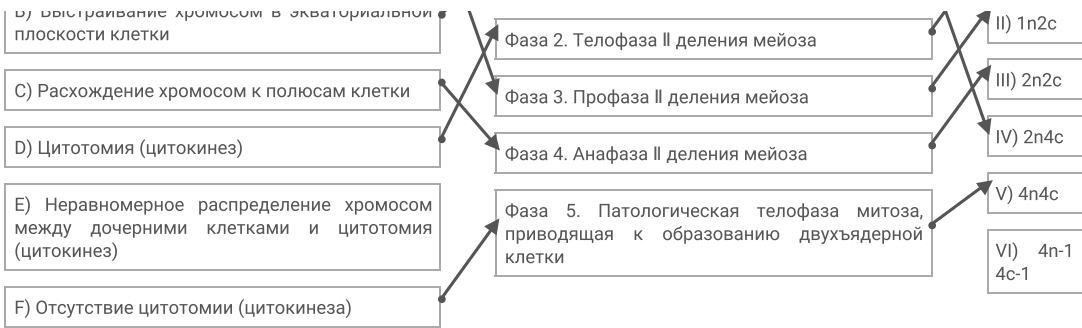 B) Выстраивание хромосом в экваториальной
плоскости клетки
C) Расхождение хромосом к полюсам клетки
D) Цитотомия (цитокинез)
E) Неравномерное распределение хромосом
между дочерними клетками и цитотомия
(цитокинез)
F) Отсутствие цитотомии (цитокинеза)
Фаза 2. Телофаза II деления мейоза
Фаза 3. Профаза II деления мейоза
Фаза 4. Анафаза II деления мейоза
Фаза 5. Патологическая телофаза митоза,
приводящая к образованию двухъядерной
клетки
II) 1n2c
III) 2n2c
IV) 2n4c
V) 4n4c
VI) 4n-1
4c-1